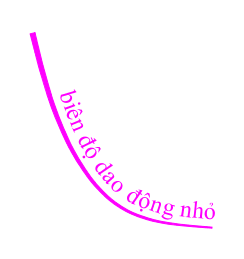 biên độ dao động nhỏ